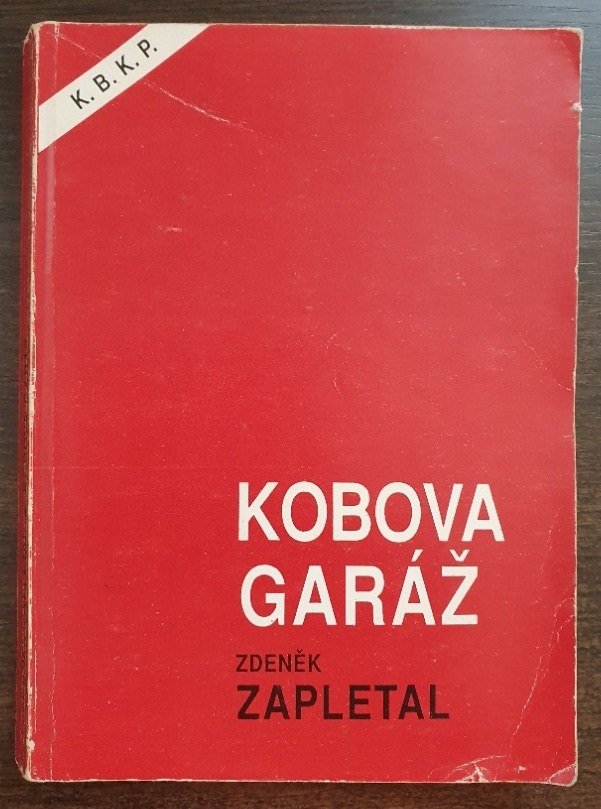 K. B. K. P.
KOBOVA
GARÁŽ
ZDENĚK
ZAPLETAL